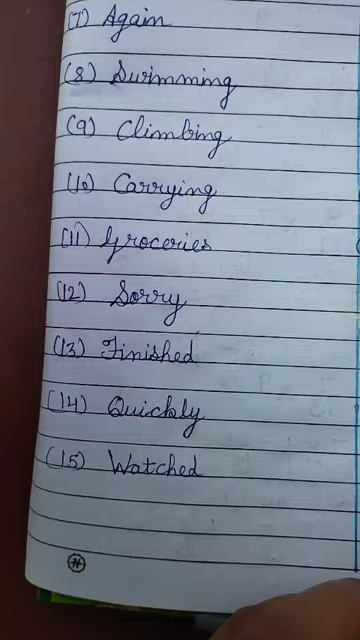 (7) Again
(8) Swimming
(9) Climbing
(10) Carrying
(11) Groceries
(12) Sorry
(13) Finished
(14) Quickly
(15) Watched